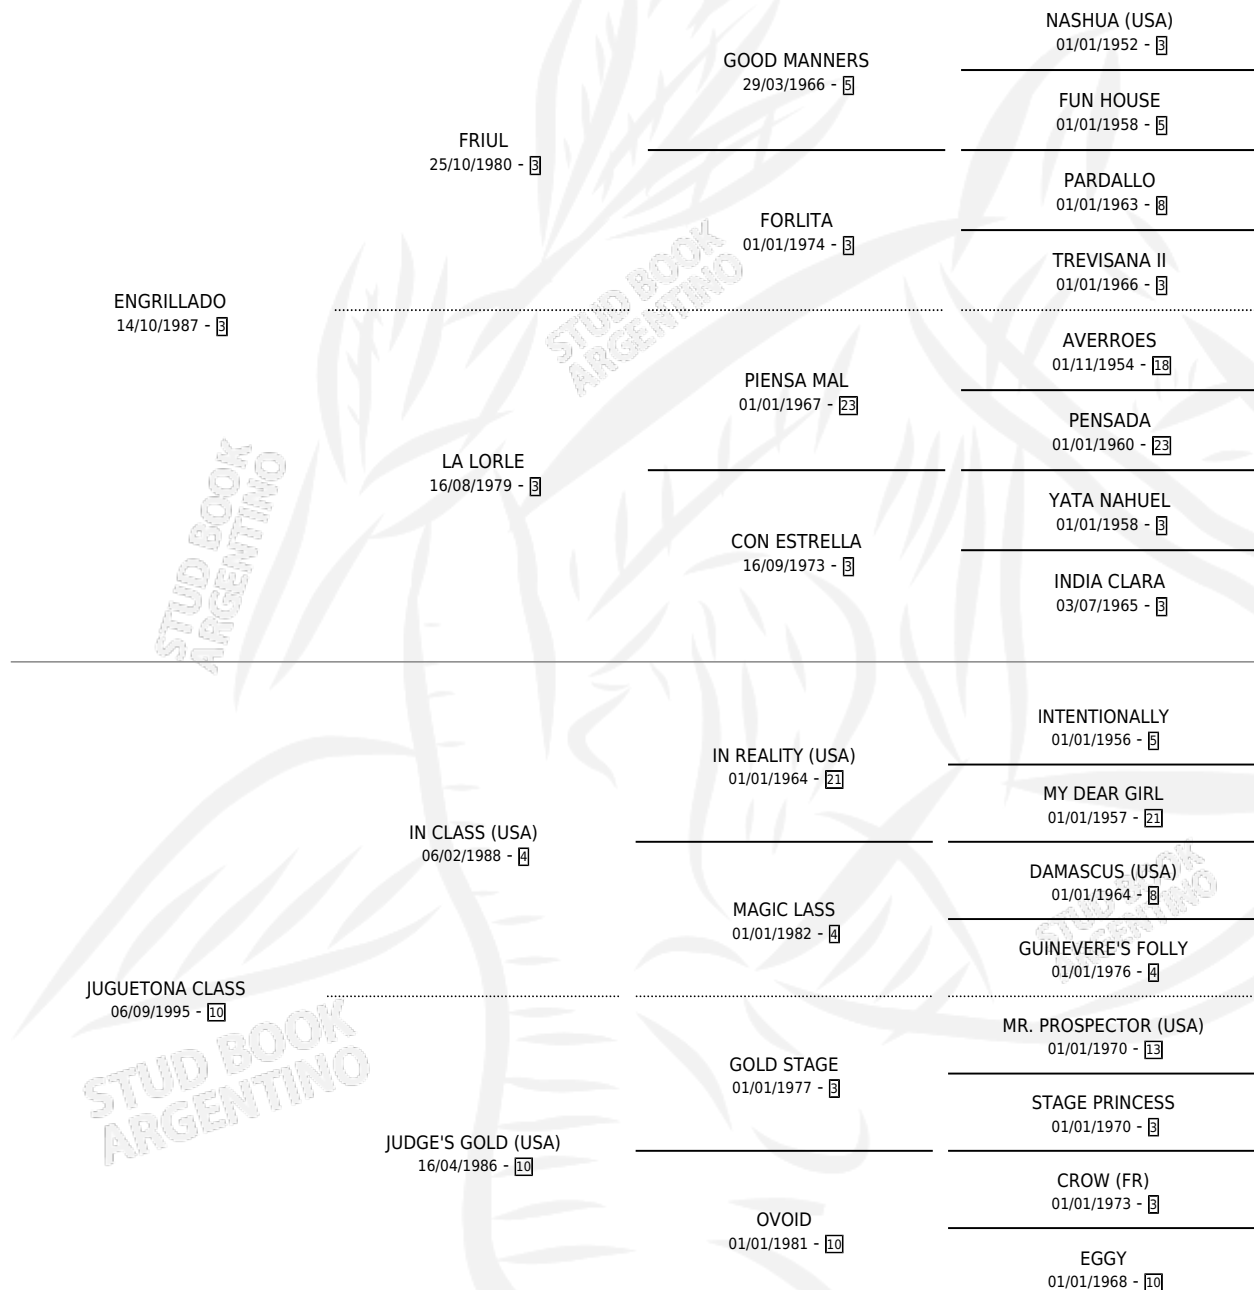 NASHUA (USA)
01/01/1952 - 3
GOOD MANNERS
29/03/1966 - 5
FUN HOUSE
01/01/1958 - 5
FRIUL
25/10/1980 - 3
PARDALLO
01/01/1963 - 8
FORLITA
01/01/1974 - 3
TREVISANA II
01/01/1966 - 3
ENGRILLADO
14/10/1987 - 3
STUD BOOK
ARGENTINO
AVERROES
01/11/1954 - 18
PIENSA MAL
01/01/1967 - 23
PENSADA
01/01/1960 - 23
LA LORLE
16/08/1979 - 3
YATA NAHUEL
01/01/1958 - 3
CON ESTRELLA
16/09/1973 - 3
INDIA CLARA
03/07/1965 - 3
STUD BOOK
ARGENTINO
INTENTIONALLY
01/01/1956 - 5
IN REALITY (USA)
01/01/1964 - 21
MY DEAR GIRL
01/01/1957 - 21
IN CLASS (USA)
06/02/1988 - 4
DAMASCUS (USA)
01/01/1964 - 8
MAGIC LASS
01/01/1982 - 4
STUD BOOK
ARGENTINO
GUINEVERE'S FOLLY
01/01/1976 - 4
JUGUETONA CLASS
06/09/1995 - 10
MR. PROSPECTOR (USA)
01/01/1970 - 13
GOLD STAGE
01/01/1977 - 3
STUD BOOK
ARGENTINO
STAGE PRINCESS
01/01/1970 - 3
JUDGE'S GOLD (USA)
16/04/1986 - 10
CROW (FR)
01/01/1973 - 3
OVOID
01/01/1981 - 10
EGGY
01/01/1968 - 10